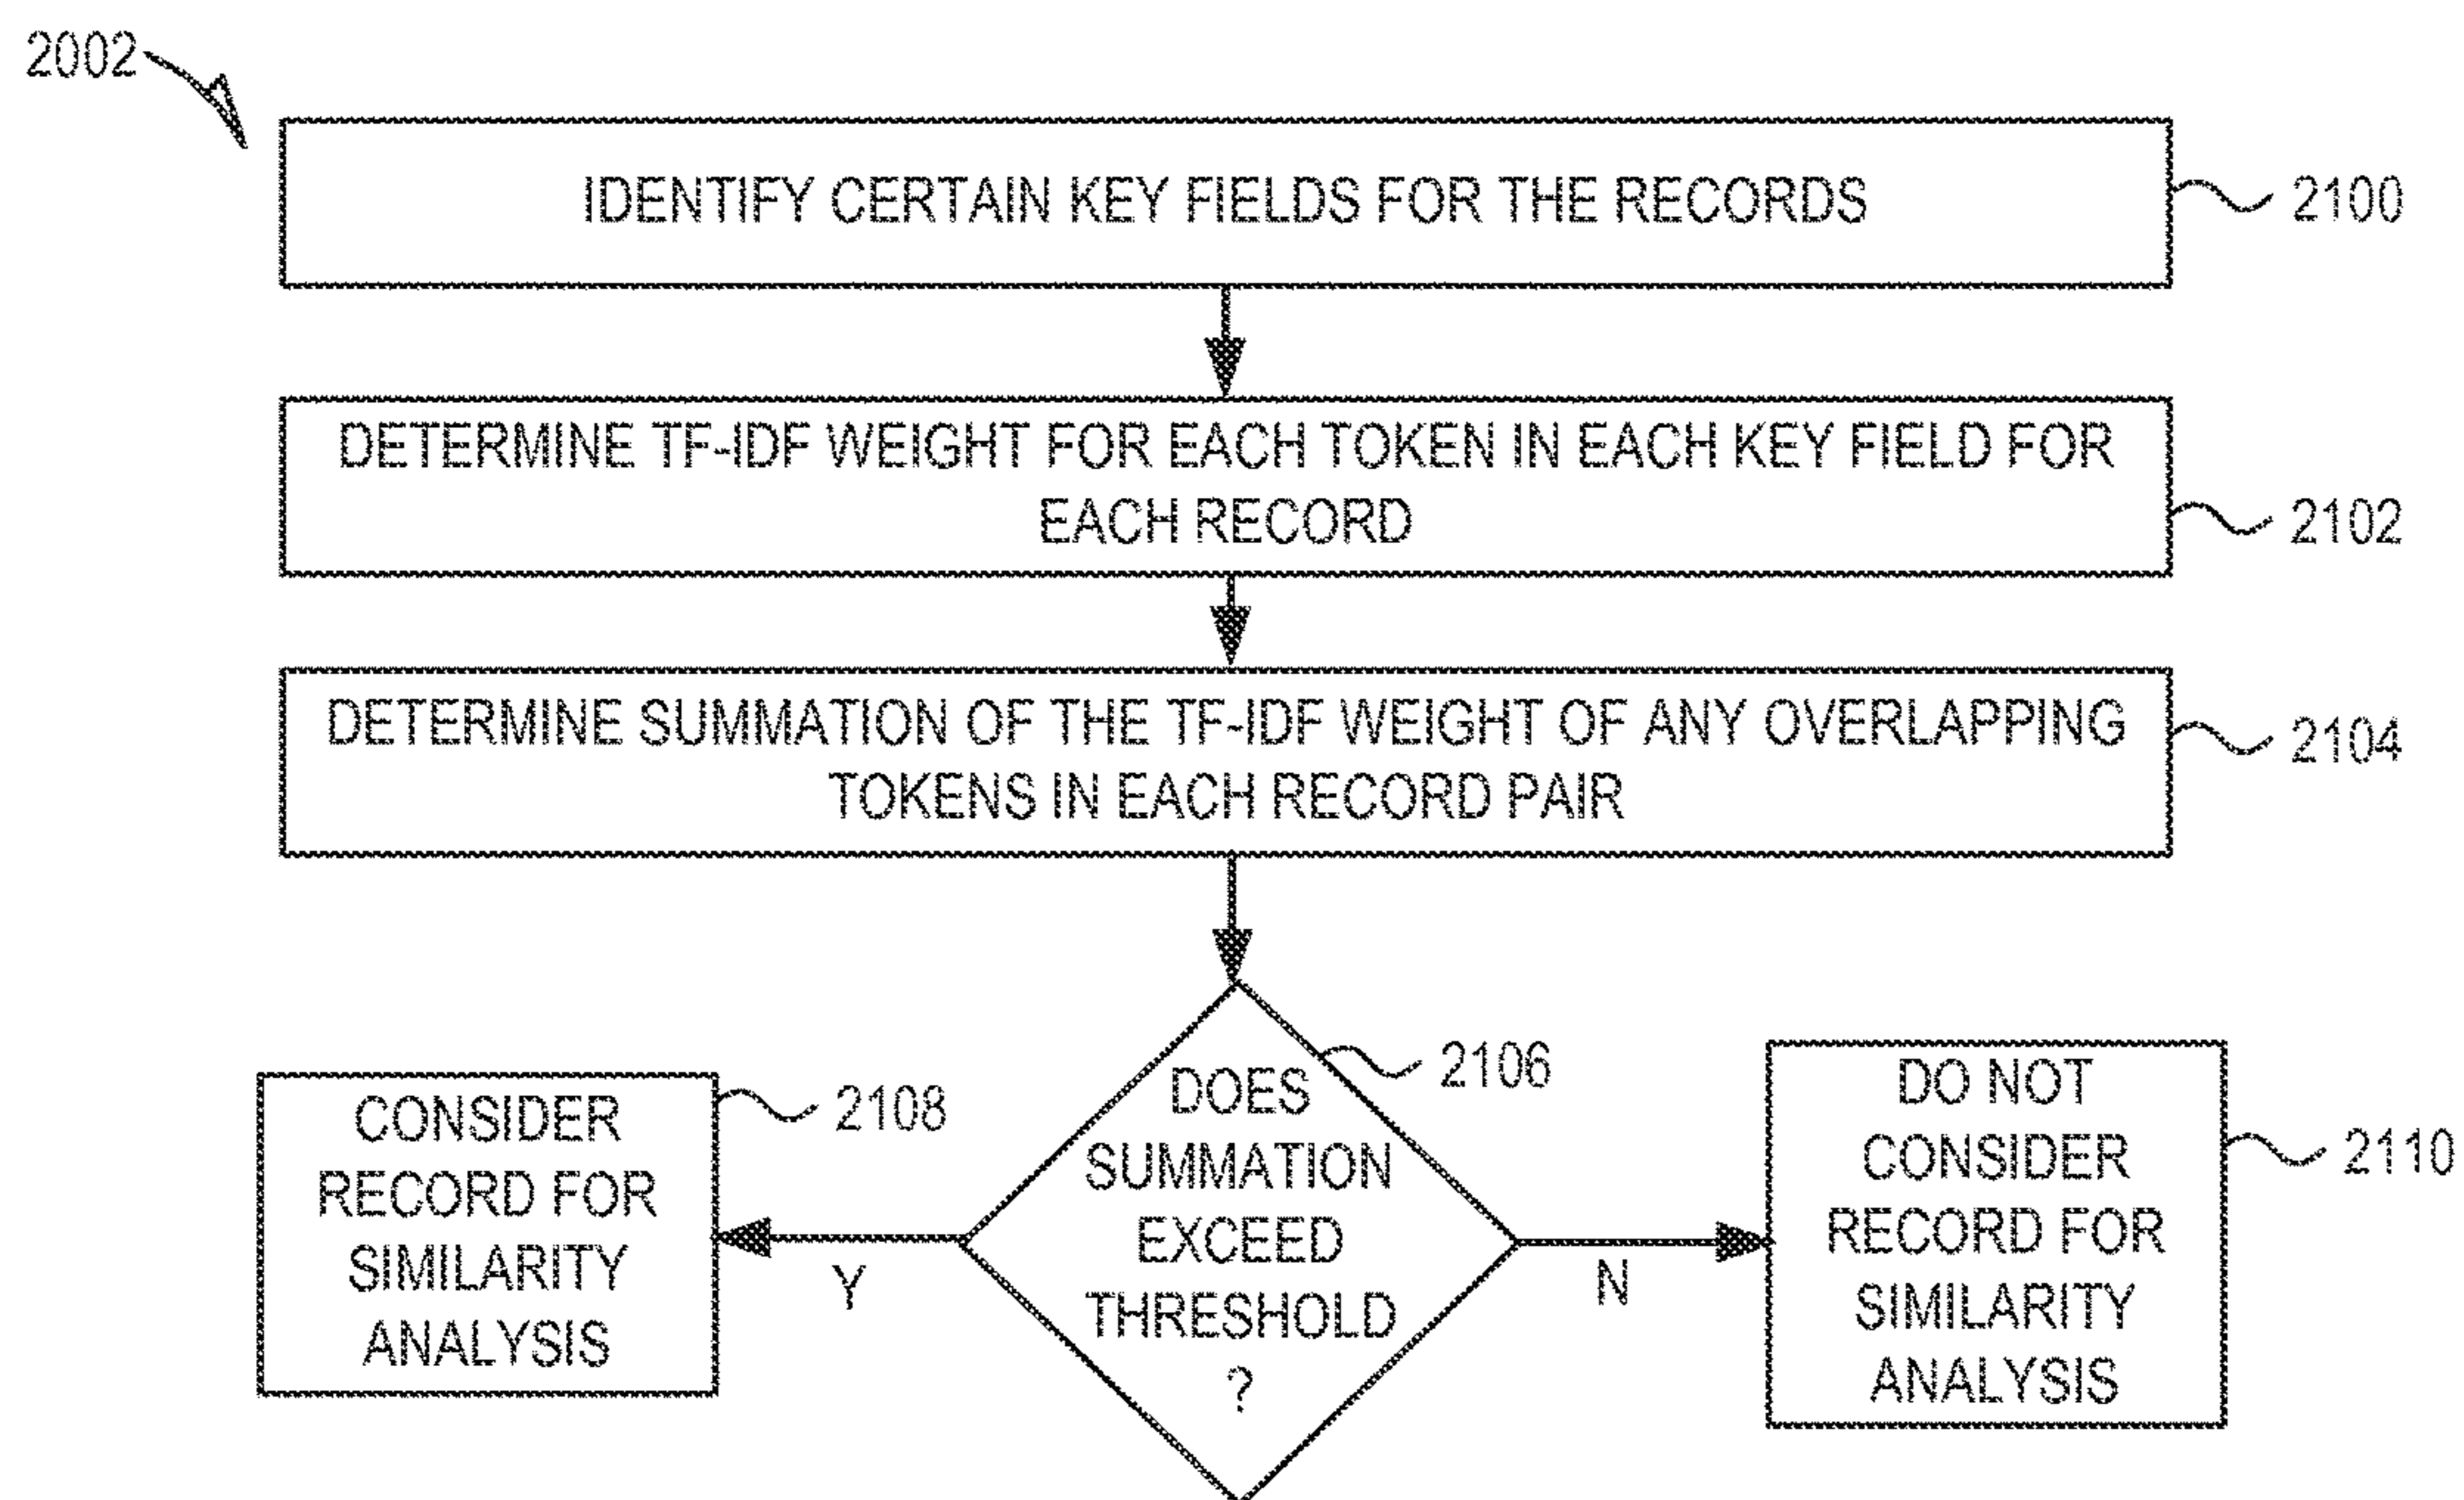 2002
IDENTIFY CERTAIN KEY FIELDS FOR THE RECORDS
2100
DETERMINE TF-IDF WEIGHT FOR EACH TOKEN IN EACH KEY FIELD FOR
EACH RECORD
2102
DETERMINE SUMMATION OF THE TF-IDF WEIGHT OF ANY OVERLAPPING
TOKENS IN EACH RECORD PAIR
2104
CONSIDER
RECORD FOR
SIMILARITY
ANALYSIS
2108
Y
DOES
SUMMATION
EXCEED
THRESHOLD
?
2106
N
DO NOT
CONSIDER
RECORD FOR
SIMILARITY
ANALYSIS
2110